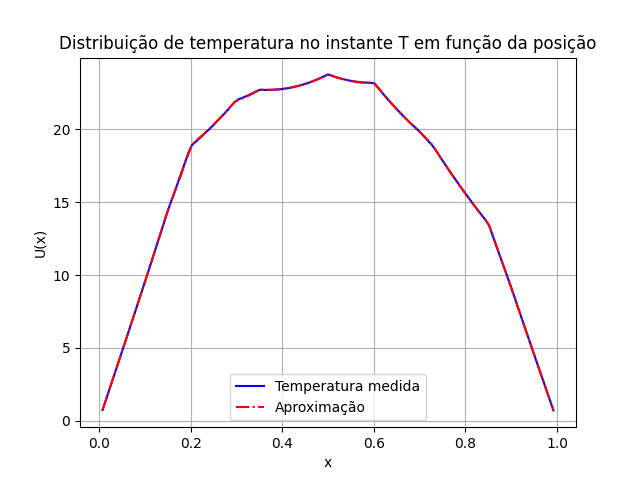 Distribuição de temperatura no instante T em função da posição
U(x)
20
15
10
5
0
0.0 0.2 0.4 0.6 0.8 1.0
x
Temperatura medida
Aproximação